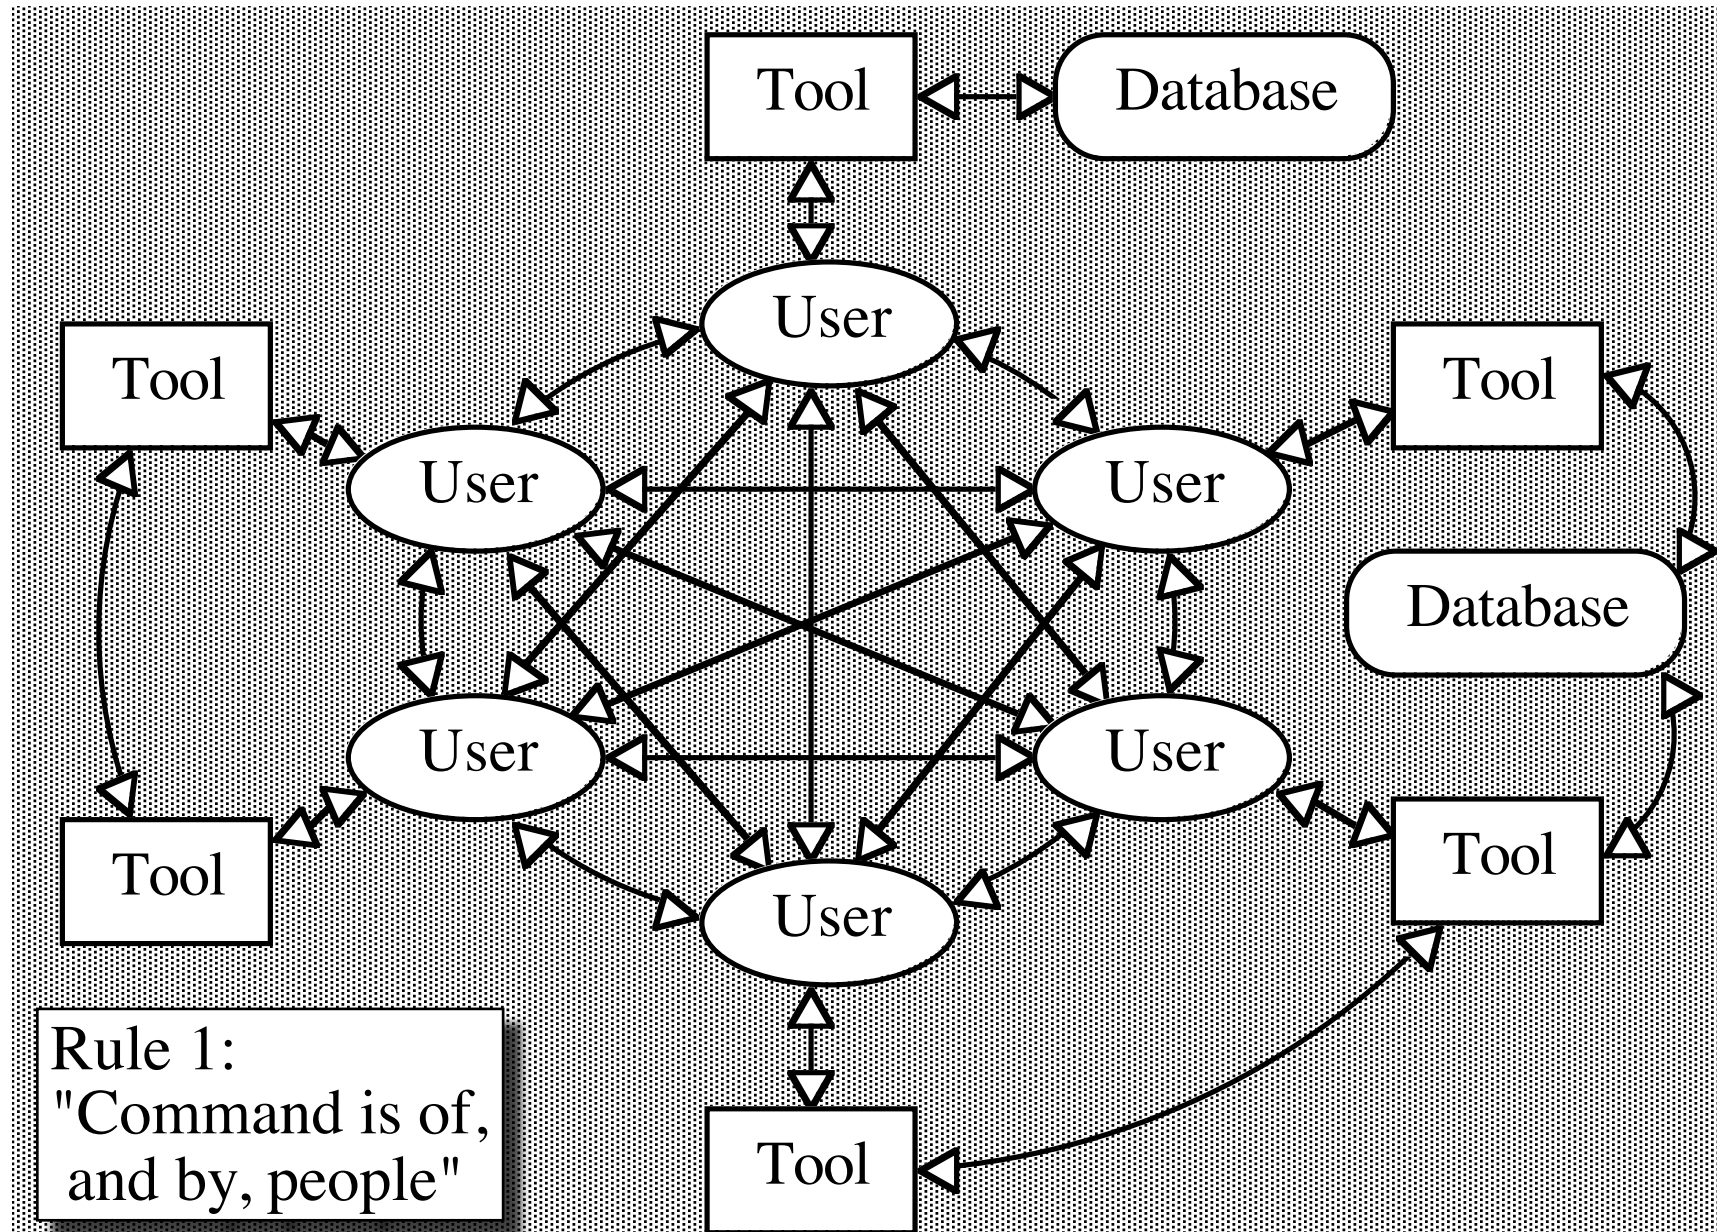 Tool
Database
User
Tool
Tool
User
User
Database
User
User
Tool
Tool
User
Rule 1:
"Command is of,
and by, people"
Tool